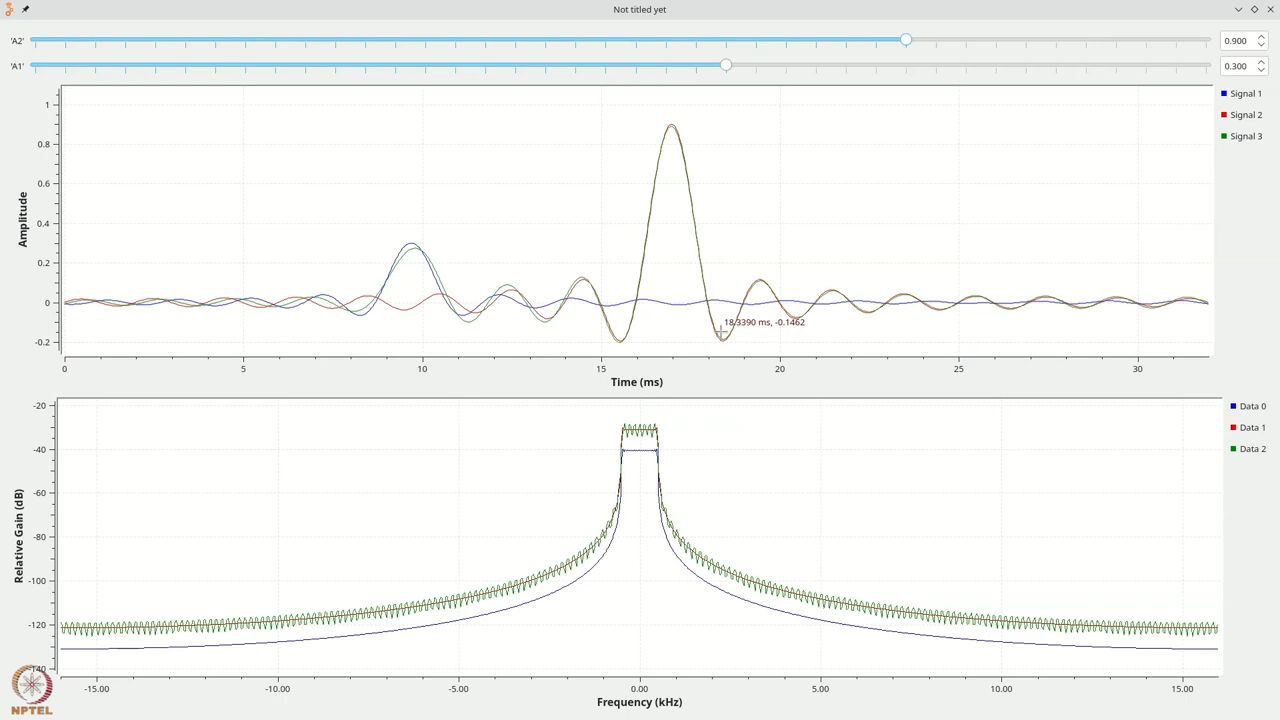 Not titled yet
'A2'
0.900
'A1'
0.300
Signal 1
Signal 2
Signal 3
Amplitude
1
0.8
0.6
0.4
0.2
0
-0.2
18.3390 ms, -0.1462
0 5 10 15 20 25 30
Time (ms)
Data 0
Data 1
Data 2
Relative Gain (dB)
-20
-40
-60
-80
-100
-120
-140
-15.00 -10.00 -5.00 0.00 5.00 10.00 15.00
Frequency (kHz)
NPTEL